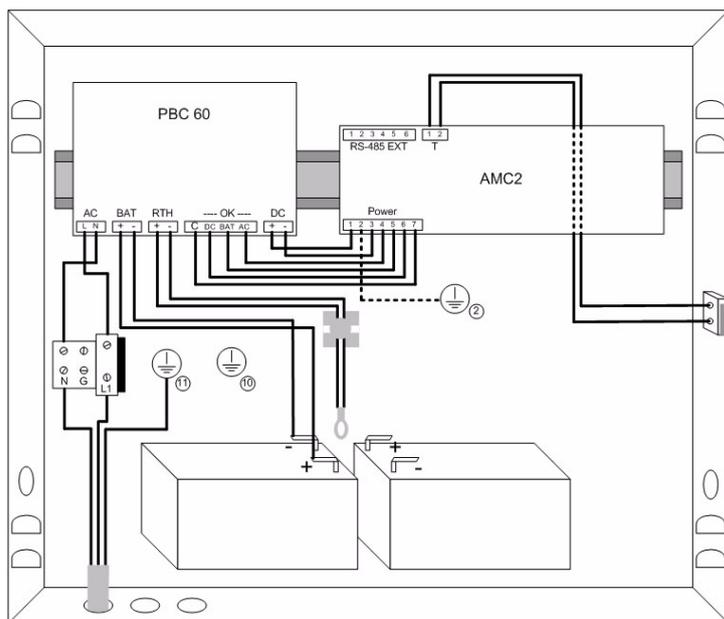 PBC 60
1 2 3 4 5 6
RS-485 EXT
1 2
T
AMC2
AC BAT RTH ---- OK ---- DC
L N + - + - C DC BAT AC + -
Power
1 2 3 4 5 6 7
2
N G L1
11
10
- +
+ -